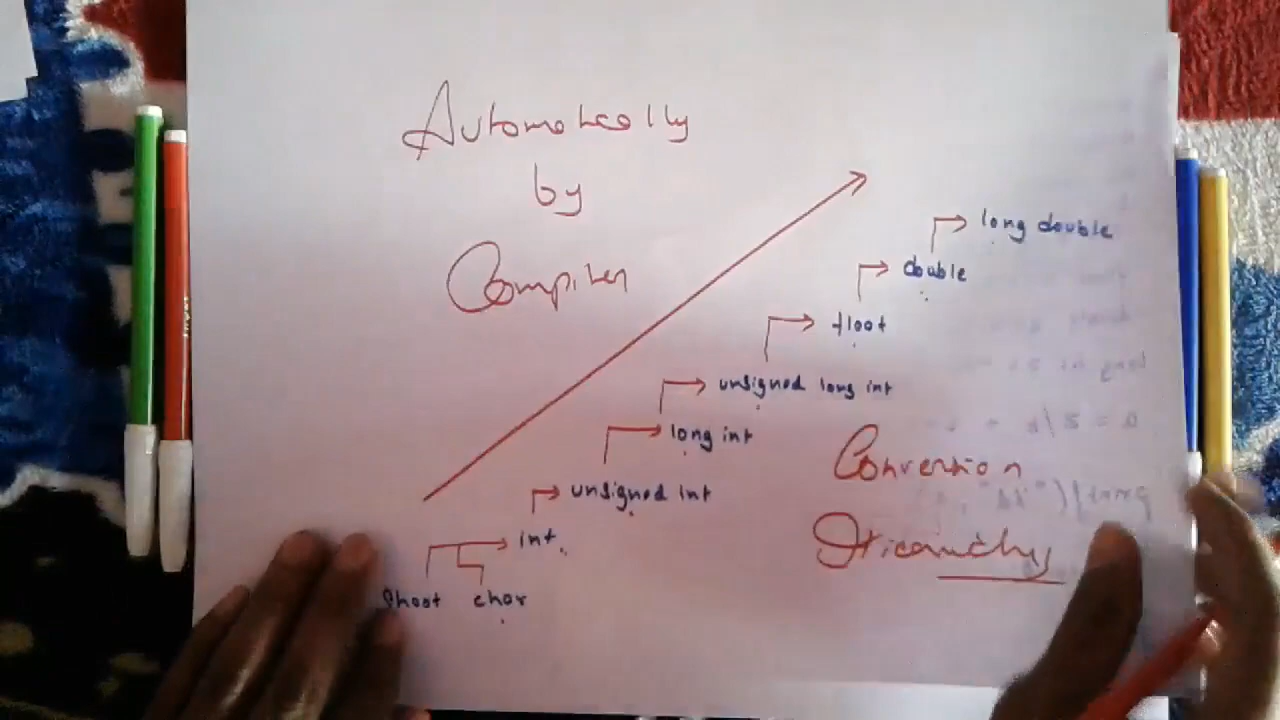 Automatically
by
Compiler
long double
double
float
unsigned long int
long int
Conversion
unsigned int
Hierarchy
int
Short char